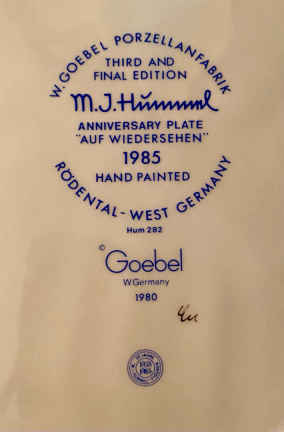 W. GOEBEL PORZELLANFABRIK
THIRD AND
FINAL EDITION
M.J.Hummel
ANNIVERSARY PLATE
"AUF WIEDERSEHEN"
1985
HAND PAINTED
RÖDENTAL-WEST GERMANY
Hum 282
© Goebel
W.Germany
1980